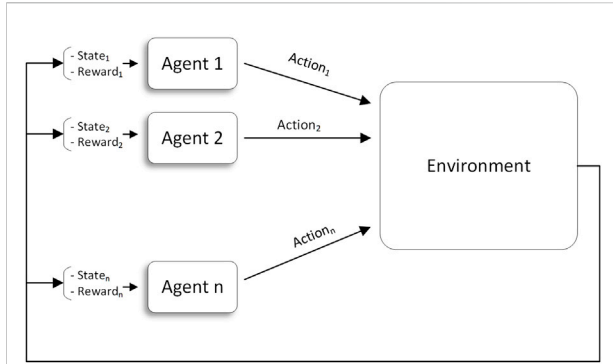 - State₁
- Reward₁
Agent 1
Action₁
- State₂
- Reward₂
Agent 2
Action₂
Environment
- Stateₙ
- Rewardₙ
Agent n
Actionₙ